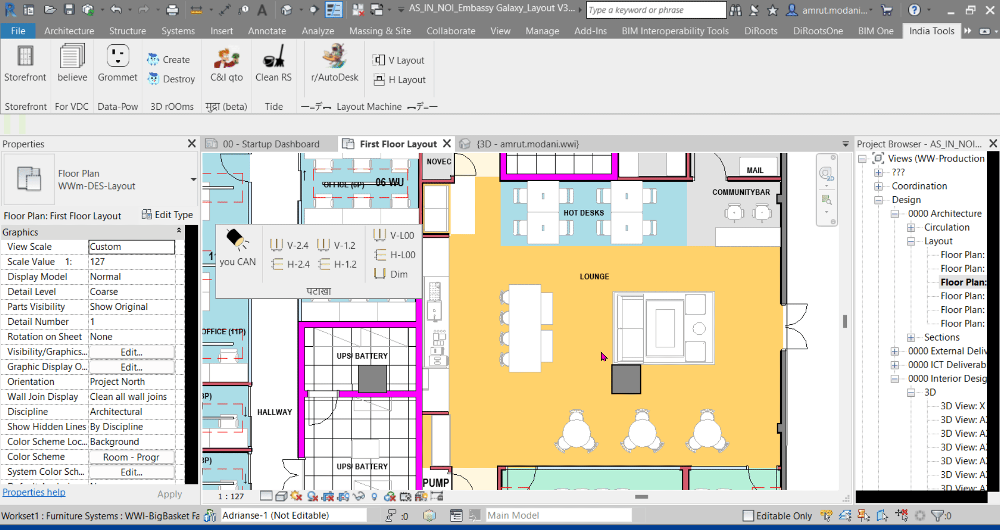 AS_IN_NOI_Embassy Galaxy_Layout V3...
Type a keyword or phrase
amrut.modani...
File Architecture Structure Systems Insert Annotate Analyze Massing & Site Collaborate View Manage Add-Ins BIM Interoperability Tools DiRoots DiRootsOne BIM One India Tools
Create
V Layout
Storefront believe Grommet Destroy C&I qto Clean RS r/AutoDesk H Layout
Storefront For VDC Data-Pow 3D rOOms मुद्रा (beta) Tide Layout Machine
Properties
00 - Startup Dashboard
First Floor Layout
{3D - amrut.modani.wwi}
Project Browser - AS_IN_NOI...
Floor Plan
WWm-DES-Layout
Floor Plan: First Floor Layout
Edit Type
Graphics
View Scale Custom
Scale Value 1: 127
Display Model Normal
Detail Level Coarse
Parts Visibility Show Original
Detail Number 1
Rotation on Sheet None
Visibility/Graphics... Edit...
Graphic Display O... Edit...
Orientation Project North
Wall Join Display Clean all wall joins
Discipline Architectural
Show Hidden Lines By Discipline
Color Scheme Loc... Background
Color Scheme Room - Progr
System Color Sch... Edit...
Properties help
Apply
NOVEC
MAIL
OFFICE (6P) 06 WU
COMMUNITYBAR
HOT DESKS
you CAN
V-2.4 V-1.2
H-2.4 H-1.2
V-L00
H-L00
Dim
पटाखा
LOUNGE
OFFICE (11P)
UPS/ BATTERY
HALLWAY
UPS/ BATTERY
PUMP
2D
Views (WW-Production
???
Coordination
Design
0000 Architecture
Circulation
Layout
Floor Plan:
Floor Plan:
Floor Plan:
Floor Plan:
Floor Plan:
Floor Plan:
Sections
0000 External Deliv
0000 ICT Deliverab
0000 Interior Desig
3D
3D View: X
3D View: A
3D View: A
3D View: A
3D View: A
3D View: A
3D View: A
1 : 127
Workset1 : Furniture Systems : WWI-BigBasket Fa
Adrianse-1 (Not Editable)
:0
Main Model
Editable Only
:0